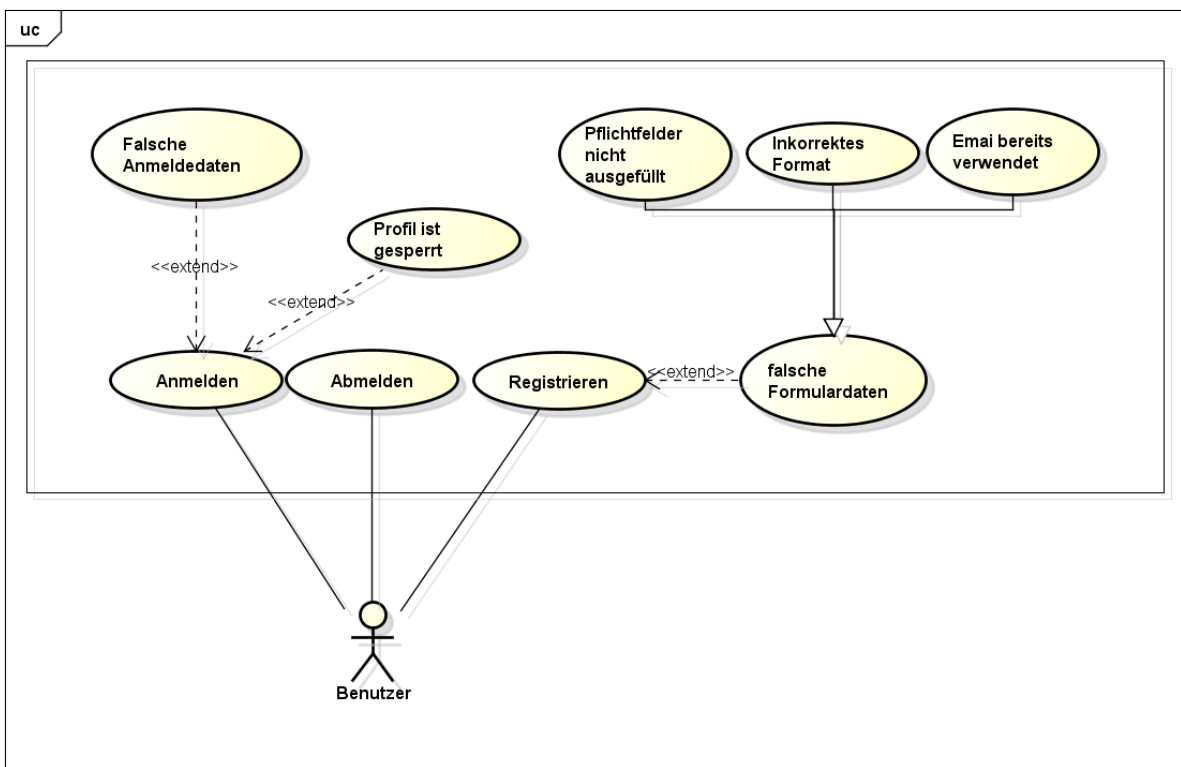 uc
Falsche
Anmeldedaten
Pflichtfelder
nicht
ausgefüllt
Inkorrektes
Format
Emai bereits
verwendet
Profil ist
gesperrt
<<extend>>
<<extend>>
Anmelden
Abmelden
Registrieren
<<extend>>
falsche
Formulardaten
Benutzer